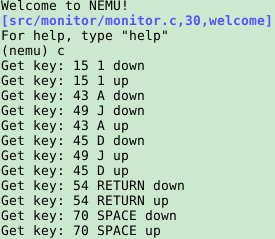 Welcome to NEMU!
[src/monitor/monitor.c,30,welcome]
For help, type "help"
(nemu) c
Get key: 15 1 down
Get key: 15 1 up
Get key: 43 A down
Get key: 49 J down
Get key: 43 A up
Get key: 45 D down
Get key: 49 J up
Get key: 45 D up
Get key: 54 RETURN down
Get key: 54 RETURN up
Get key: 70 SPACE down
Get key: 70 SPACE up